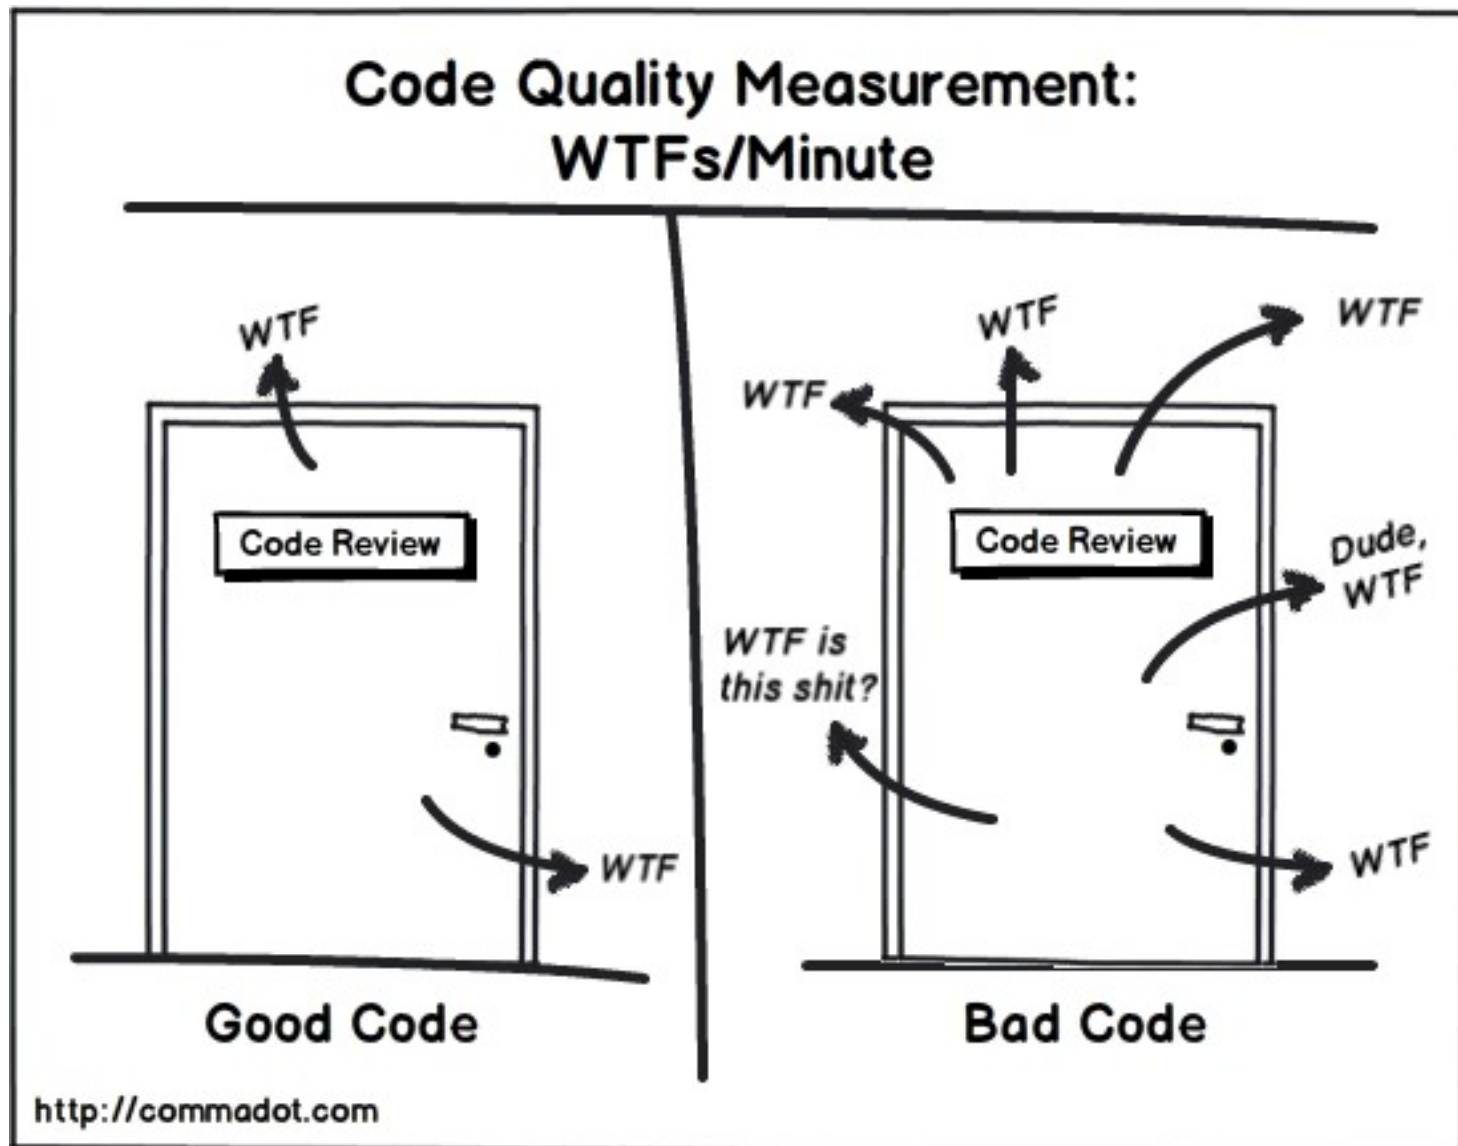 Code Quality Measurement:
WTFs/Minute
WTF
Code Review
WTF
Good Code
WTF
WTF
WTF
Code Review
Dude,
WTF
WTF is
this shit?
WTF
Bad Code
http://commadot.com